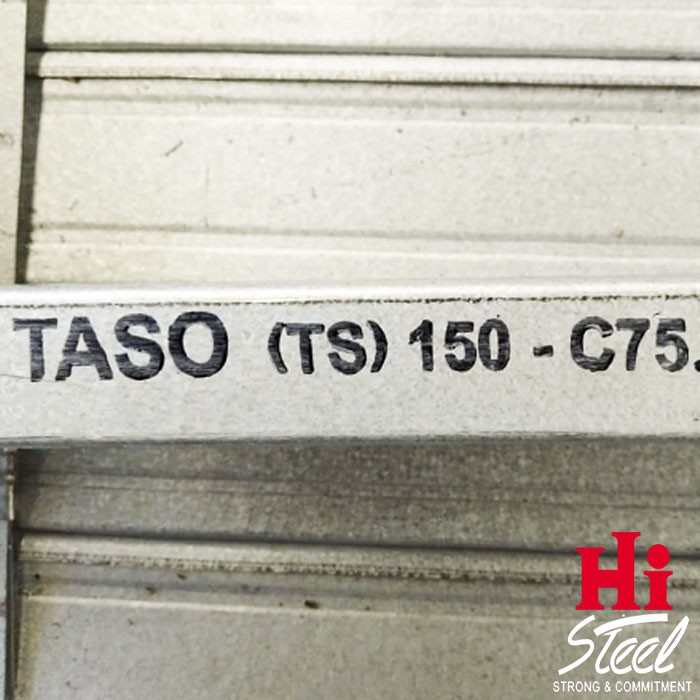 TASO (TS) 150 - C75.
Hi
Steel
STRONG & COMMITMENT